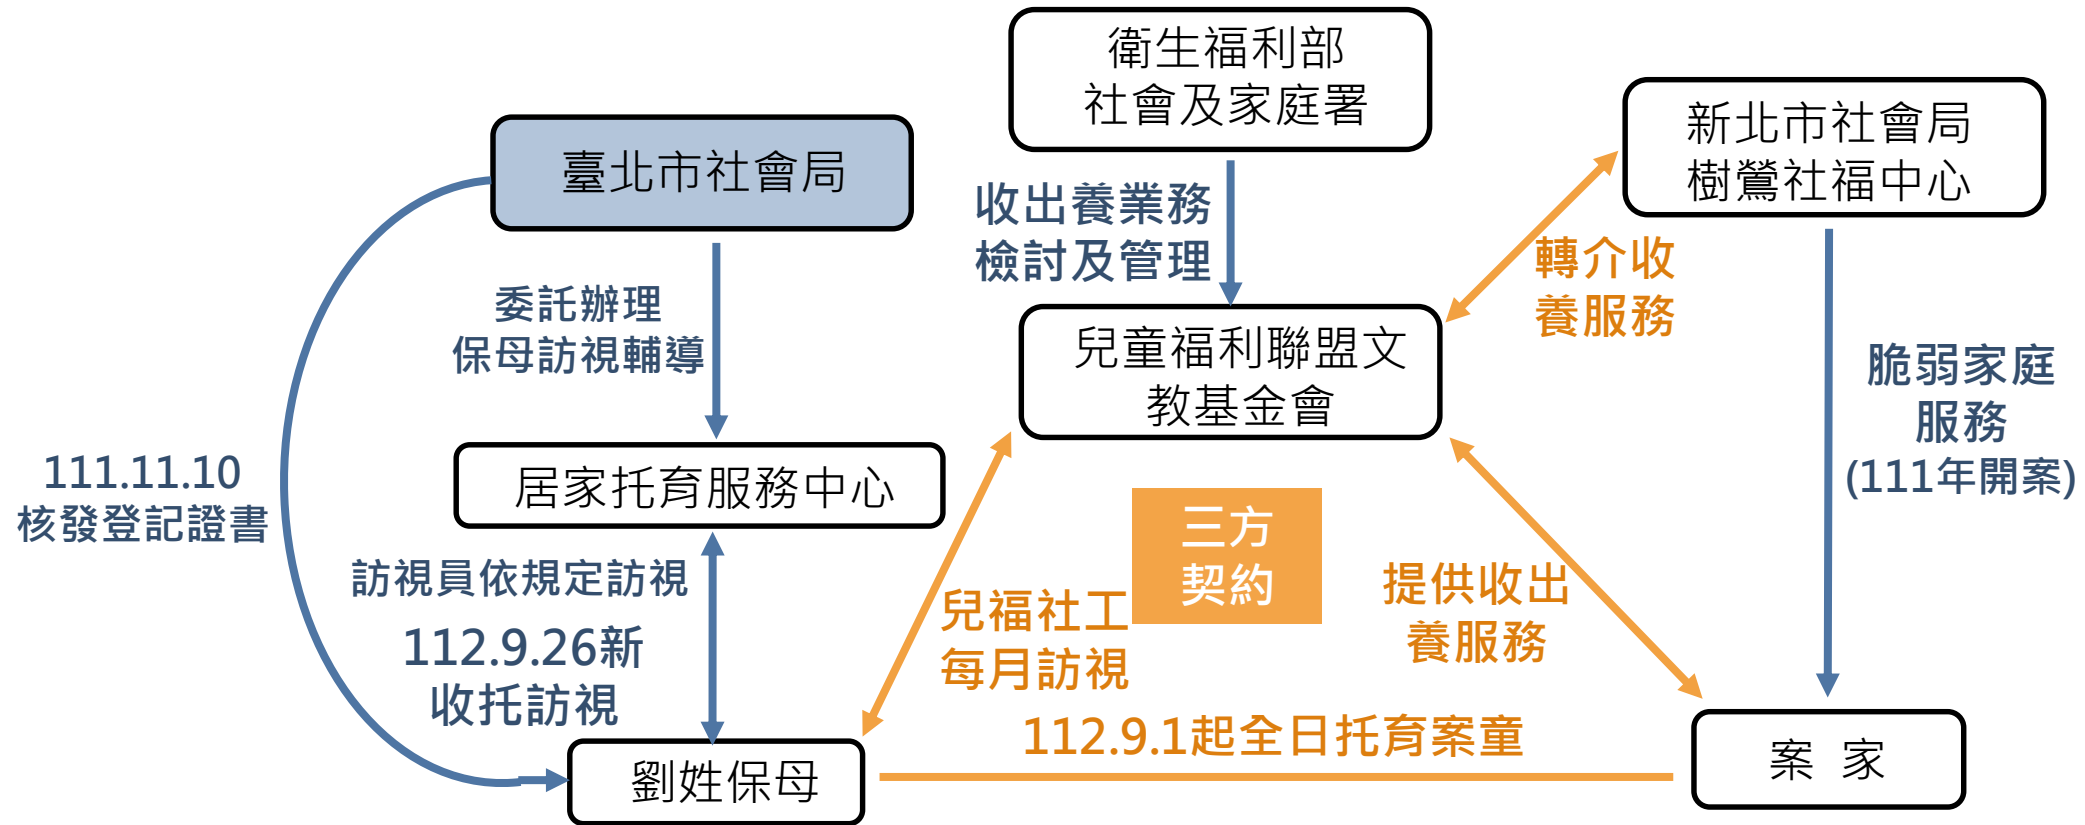 衛生福利部
社會及家庭署
新北市社會局
樹鶯社福中心
臺北市社會局
收出養業務
檢討及管理
轉介收
養服務
委託辦理
保母訪視輔導
兒童福利聯盟文
教基金會
脆弱家庭
服務
(111年開案)
111.11.10
核發登記證書
居家托育服務中心
三方
契約
訪視員依規定訪視
112.9.26新
收托訪視
兒福社工
每月訪視
提供收出
養服務
112.9.1起全日托育案童
劉姓保母
案 家